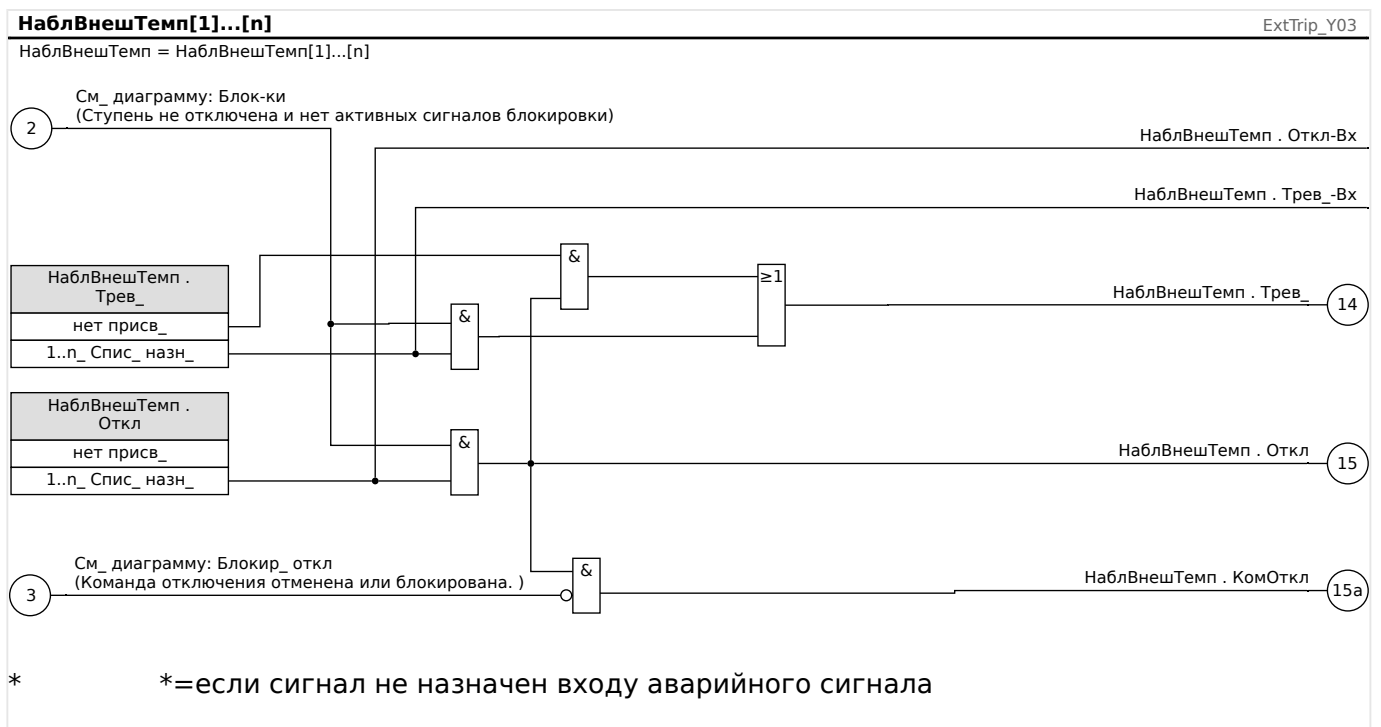 НаблВнешТемп[1]...[n]
ExtTrip_Y03
НаблВнешТемп = НаблВнешТемп[1]...[n]
См_ диаграмму: Блок-ки
(Ступень не отключена и нет активных сигналов блокировки)
2
НаблВнешТемп . Откл-Вх
НаблВнешТемп . Трев_-Вх
&
НаблВнешТемп .
Трев_
нет присв_
1..n_ Спис_ назн_
&
≥1
НаблВнешТемп . Трев_
14
НаблВнешТемп .
Откл
нет присв_
1..n_ Спис_ назн_
&
НаблВнешТемп . Откл
15
См_ диаграмму: Блокир_ откл
(Команда отключения отменена или блокирована. )
3
&
НаблВнешТемп . КомОткл
15a
* *=если сигнал не назначен входу аварийного сигнала